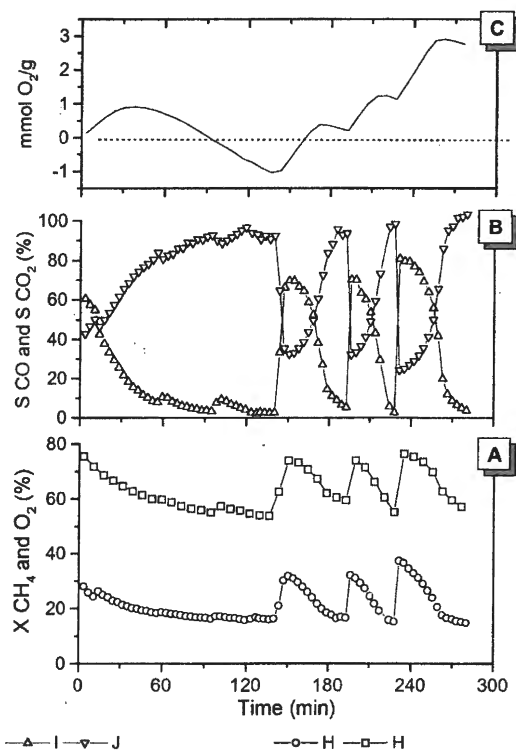 C
mmol O₂/g
3
2
1
0
-1
B
S CO and S CO₂ (%)
100
80
60
40
20
0
A
X CH₄ and O₂ (%)
80
60
40
20
0
0 60 120 180 240 300
Time (min)
I J H H